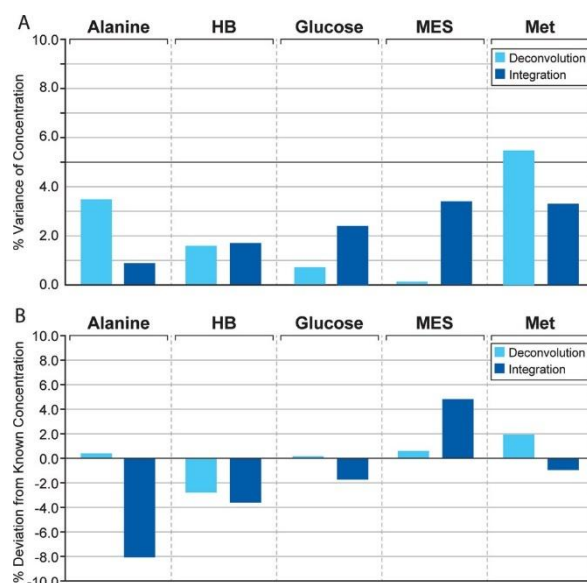 A
Alanine HB Glucose MES Met
10.0
8.0
6.0
4.0
2.0
0.0
% Variance of Concentration
Deconvolution
Integration
B
Alanine HB Glucose MES Met
10.0
8.0
6.0
4.0
2.0
0.0
-2.0
-4.0
-6.0
-8.0
-10.0
% Deviation from Known Concentration
Deconvolution
Integration